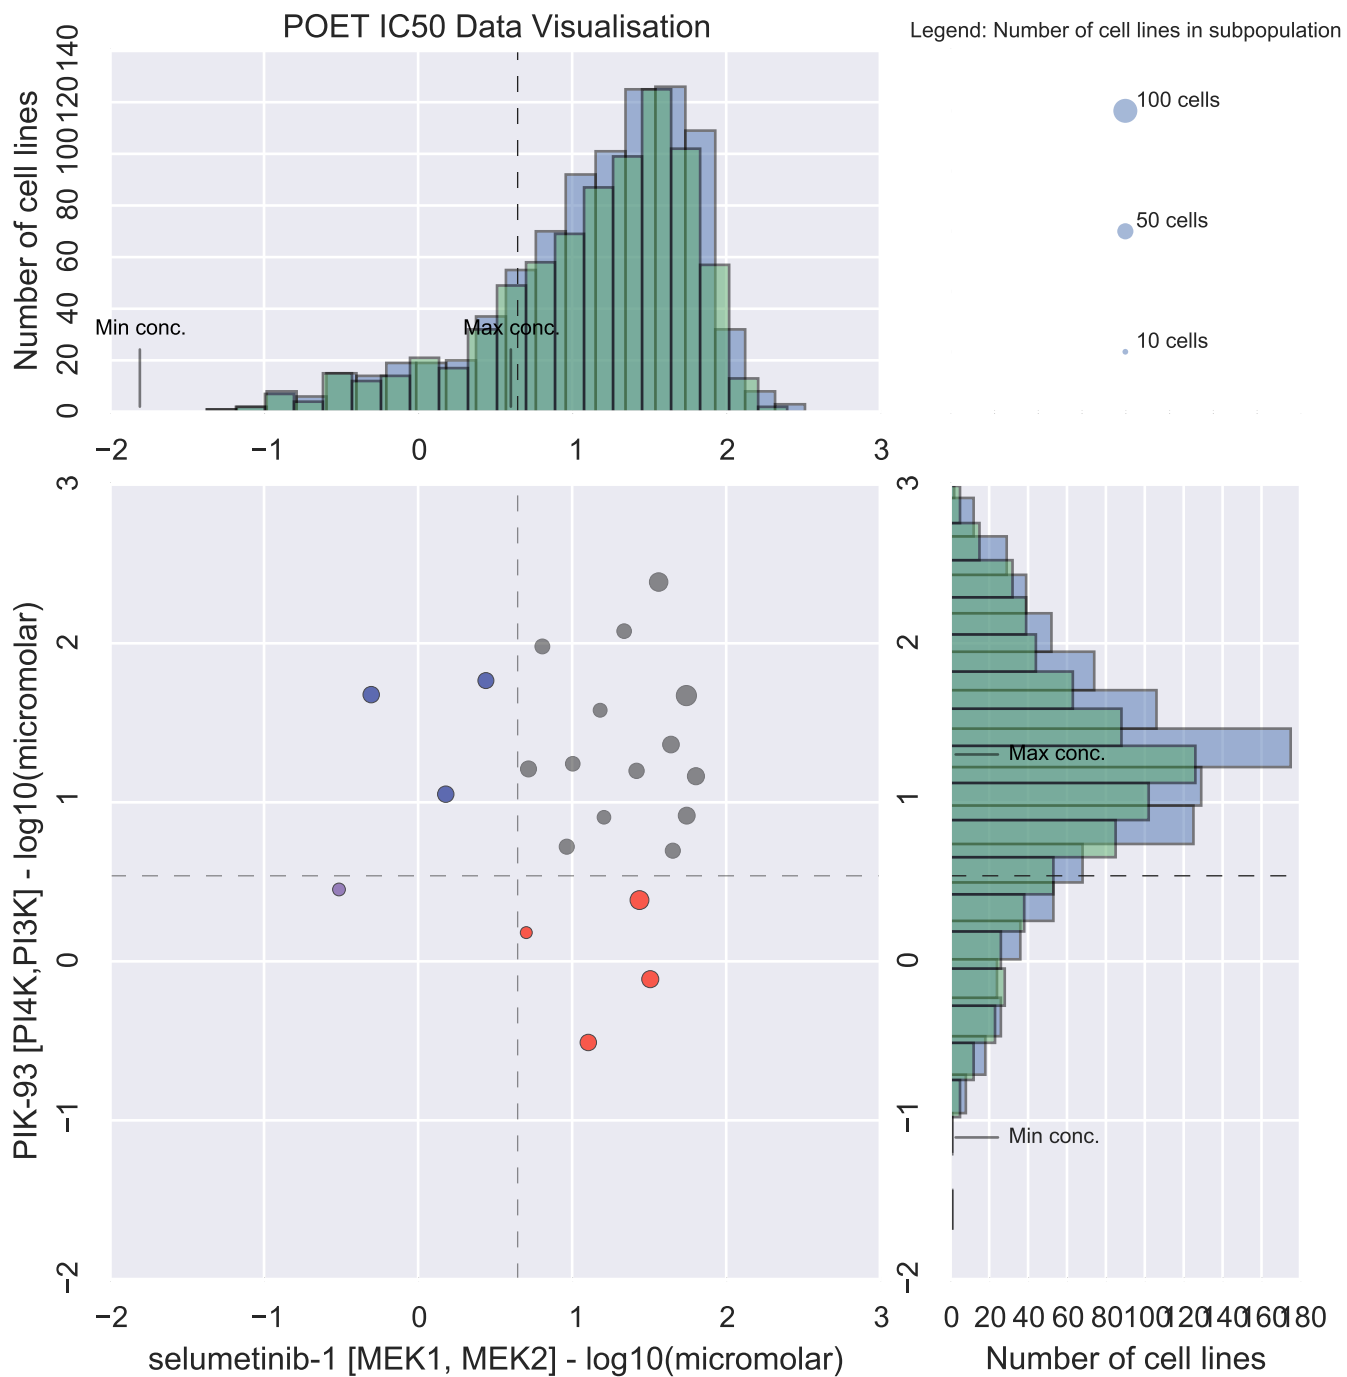 POET IC50 Data Visualisation
Legend: Number of cell lines in subpopulation
Number of cell lines
140
120
100
80
60
40
20
0
Min conc.
Max conc.
−2 −1 0 1 2 3
100 cells
50 cells
10 cells
PIK-93 [PI4K,PI3K] - log10(micromolar)
3
2
1
0
−1
−2
−2 −1 0 1 2 3
selumetinib-1 [MEK1, MEK2] - log10(micromolar)
3
2
1
0
−1
−2
Max conc.
Min conc.
0 20 40 60 80 100 120 140 160 180
Number of cell lines